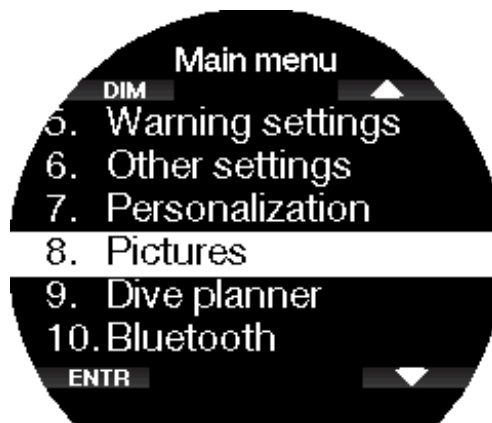 Main menu
DIM
5. Warning settings
6. Other settings
7. Personalization
8. Pictures
9. Dive planner
10. Bluetooth
ENTR